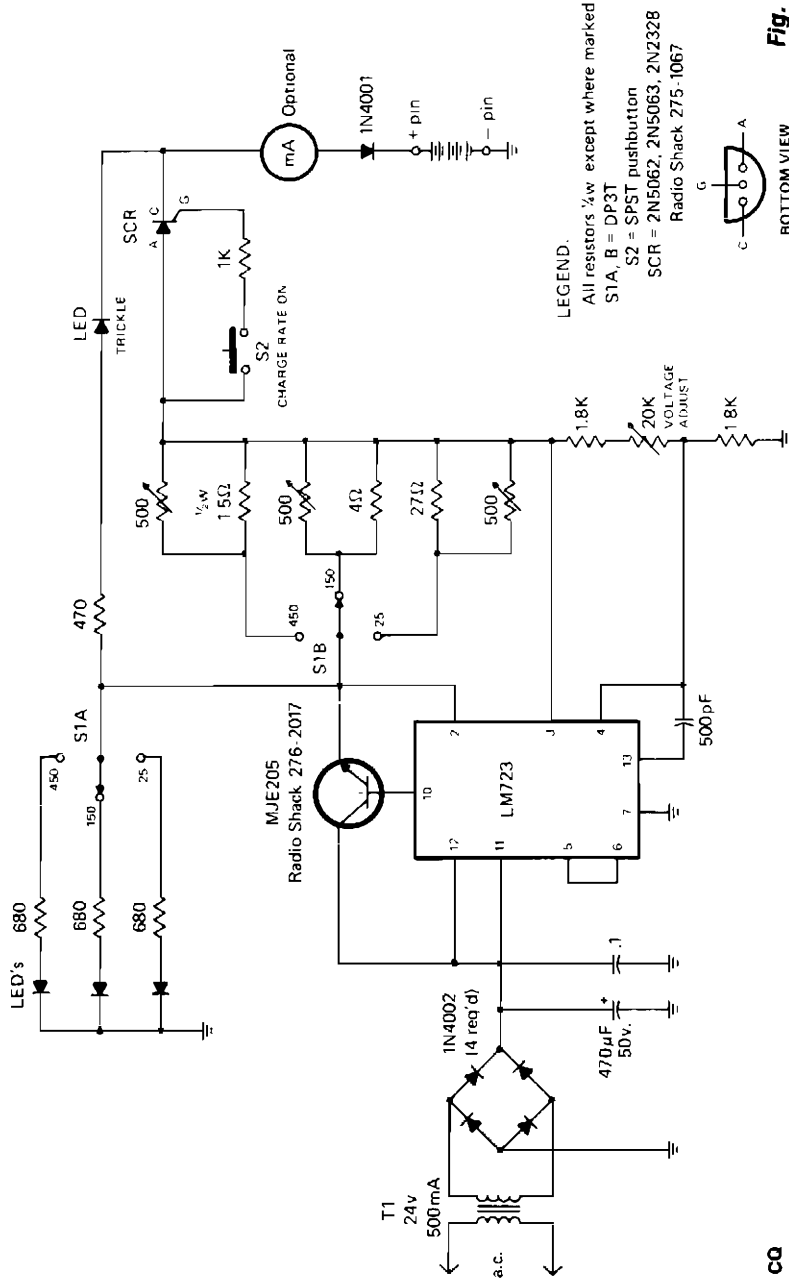 LED's
680
680
680
450
150
25
S1A
470
LED
TRICKLE
SCR
A
C
G
1K
S2
CHARGE RATE ON
mA
Optional
1N4001
+ pin
− pin
MJE205
Radio Shack 276-2017
S1B
450
150
25
500
½w
1.5Ω
500
4Ω
27Ω
500
1.8K
20K
VOLTAGE
ADJUST
1 8K
LM723
12
11
10
2
3
4
5
6
7
13
500pF
T1
24v
500mA
a.c.
1N4002
(4 req'd)
470µF
50v.
+
.1
LEGEND.
All resistors ¼w except where marked
S1A, B = DP3T
S2 = SPST pushbutton
SCR = 2N5062, 2N5063, 2N2328
Radio Shack 275-1067
G
C
A
BOTTOM VIEW
CQ
Fig.